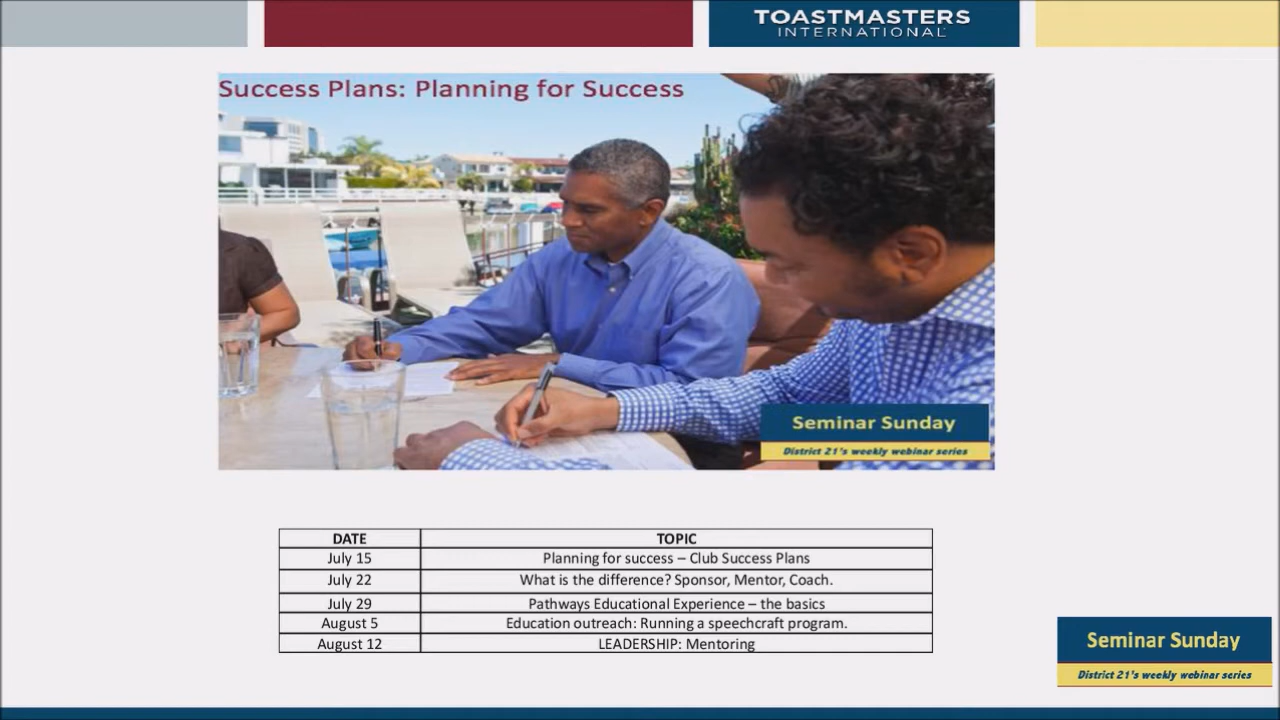 TOASTMASTERS
INTERNATIONAL
Success Plans: Planning for Success
Seminar Sunday
District 21's weekly webinar series
DATE TOPIC
July 15 Planning for success – Club Success Plans
July 22 What is the difference? Sponsor, Mentor, Coach.
July 29 Pathways Educational Experience – the basics
August 5 Education outreach: Running a speechcraft program.
August 12 LEADERSHIP: Mentoring
Seminar Sunday
District 21's weekly webinar series